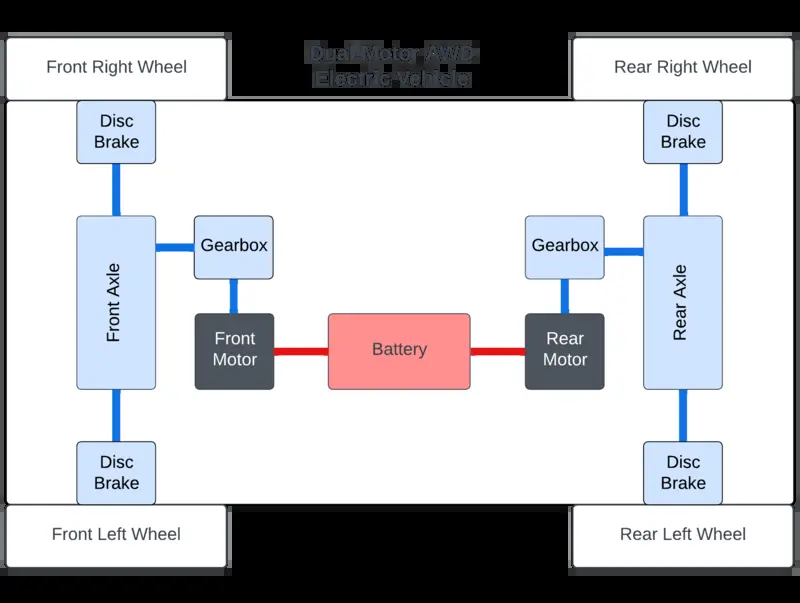 Dual Motor AWD
Electric Vehicle
Front Right Wheel
Rear Right Wheel
Disc
Brake
Disc
Brake
Gearbox
Gearbox
Front Axle
Rear Axle
Front
Motor
Battery
Rear
Motor
Disc
Brake
Disc
Brake
Front Left Wheel
Rear Left Wheel